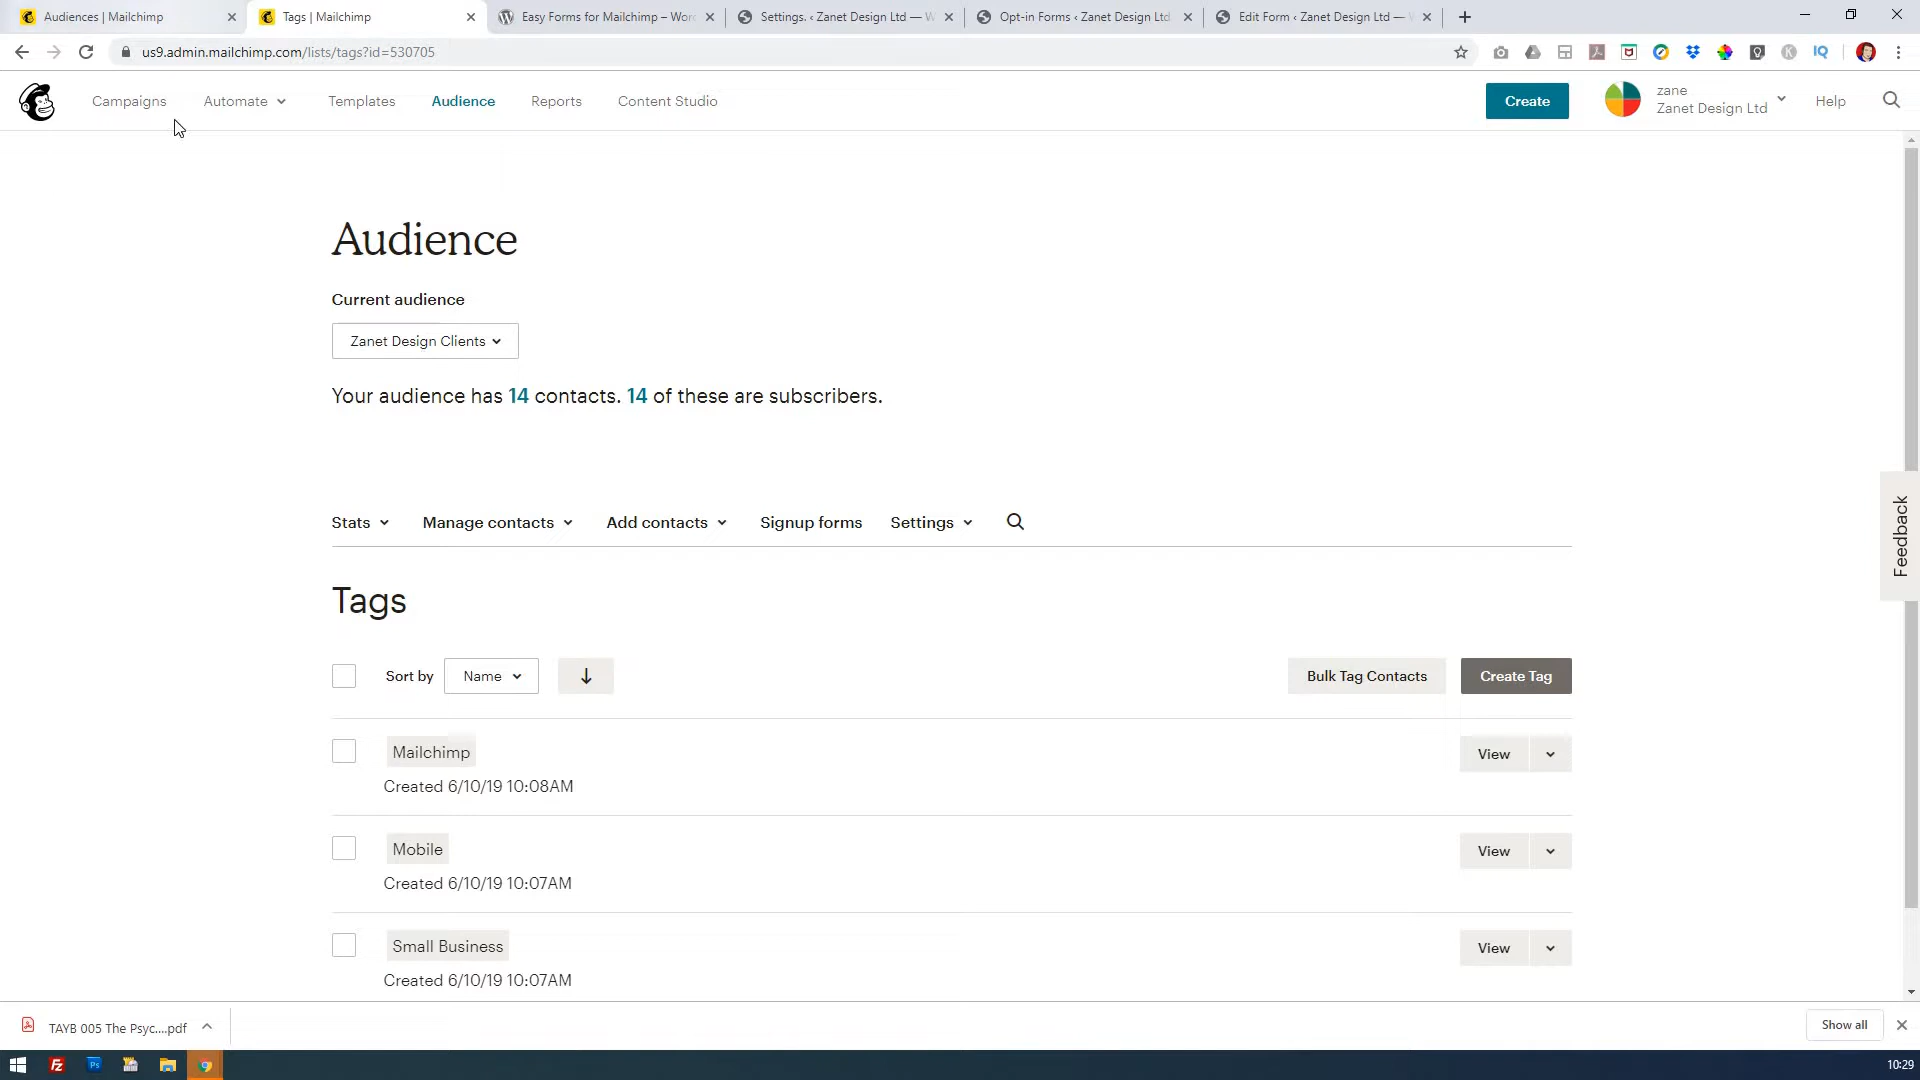 Audiences | Mailchimp
Tags | Mailchimp
Easy Forms for Mailchimp – Wor
Settings. ‹ Zanet Design Ltd — W
Opt-in Forms ‹ Zanet Design Ltd
Edit Form ‹ Zanet Design Ltd — W
us9.admin.mailchimp.com/lists/tags?id=530705
Campaigns
Automate
Templates
Audience
Reports
Content Studio
Create
zane
Zanet Design Ltd
Help
Audience
Current audience
Zanet Design Clients
Your audience has 14 contacts. 14 of these are subscribers.
Feedback
Stats
Manage contacts
Add contacts
Signup forms
Settings
Tags
Sort by
Name
Bulk Tag Contacts
Create Tag
Mailchimp
Created 6/10/19 10:08AM
View
Mobile
Created 6/10/19 10:07AM
View
Small Business
Created 6/10/19 10:07AM
View
TAYB 005 The Psyc....pdf
Show all
10:29